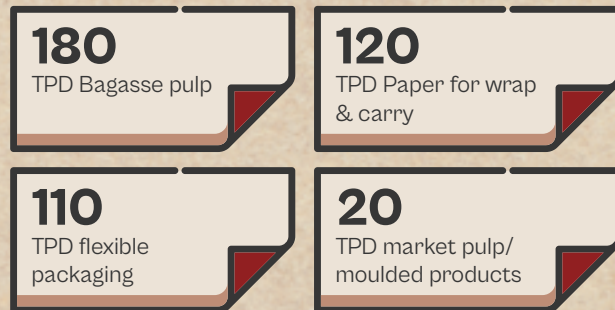 180
TPD Bagasse pulp
120
TPD Paper for wrap
& carry
110
TPD flexible
packaging
20
TPD market pulp/
moulded products